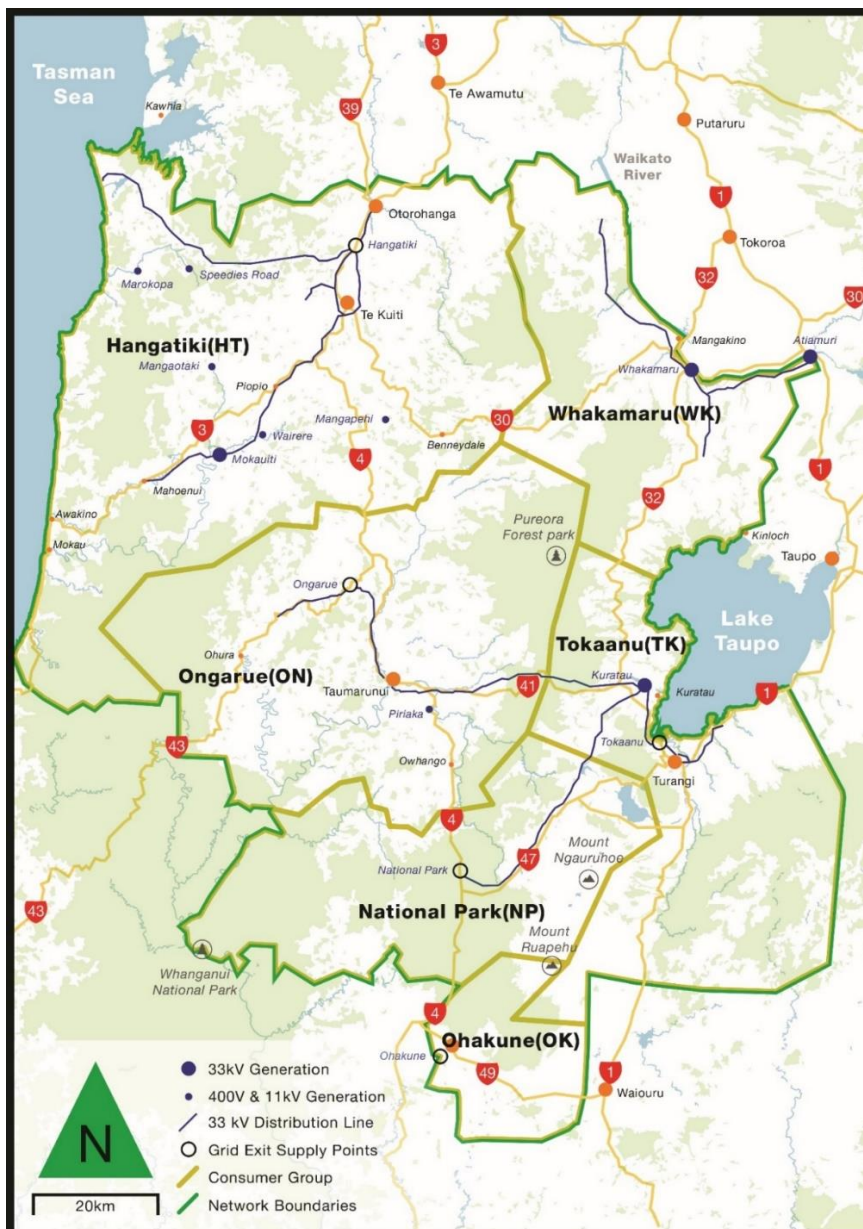 Tasman
Sea
Kawhia
39
3
Te Awamutu
Putaruru
Waikato
River
1
Tokoroa
32
30
Otorohanga
Hangatiki
Speedies Road
Marokopa
Te Kuiti
Mangakino
Atiamuri
Whakamaru
Hangatiki(HT)
Mangaotaki
Piopio
Whakamaru(WK)
Mangapehi
3
Wairere
Benneydale
30
Mokauiti
4
1
Mahoenui
32
Awakino
Mokau
Pureora
Forest park
Kinloch
Taupo
Ongarue
Lake
Taupo
Ohura
Tokaanu(TK)
Ongarue(ON)
Taumarunui
41
Kuratau
Kuratau
1
Piriaka
43
Tokaanu
Owhango
Turangi
4
47
Mount
Ngauruhoe
National Park
43
National Park(NP)
Mount
Ruapehu
Whanganui
National Park
4
Ohakune(OK)
Ohakune
49
1
Waiouru
N
20km
33kV Generation
400V & 11kV Generation
33 kV Distribution Line
Grid Exit Supply Points
Consumer Group
Network Boundaries